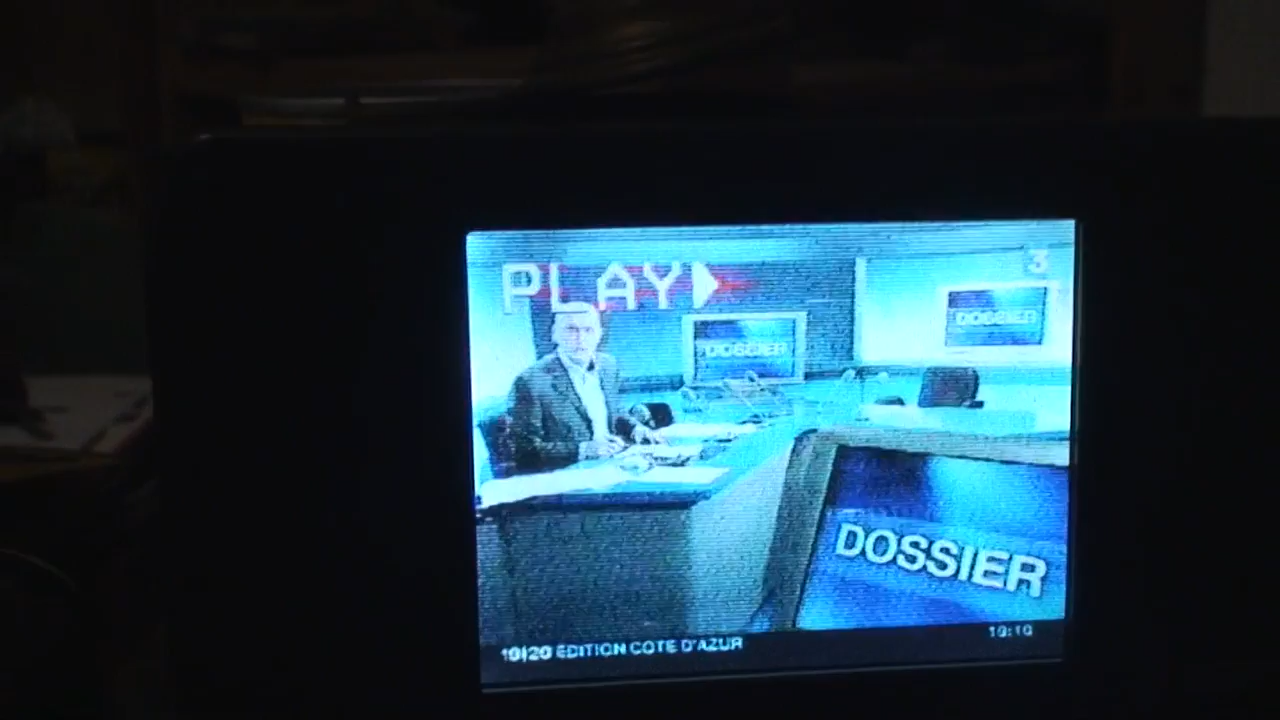 PLAY
3
DOSSIER
DOSSIER
DOSSIER
19|20 EDITION COTE D'AZUR
19:10